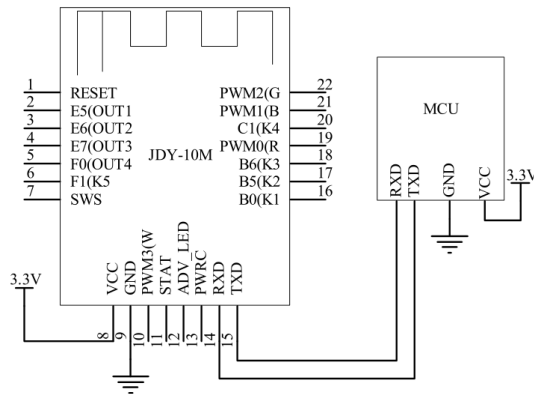 1 RESET
2 E5(OUT1
3 E6(OUT2
4 E7(OUT3
5 F0(OUT4
6 F1(K5
7 SWS
JDY-10M
PWM2(G 22
PWM1(B 21
C1(K4 20
PWM0(R 19
B6(K3 18
B5(K2 17
B0(K1 16
VCC 8
GND 9
PWM3(W 10
STAT 11
ADV_LED 12
PWRC 13
RXD 14
TXD 15
3.3V
MCU
RXD
TXD
GND
VCC
3.3V